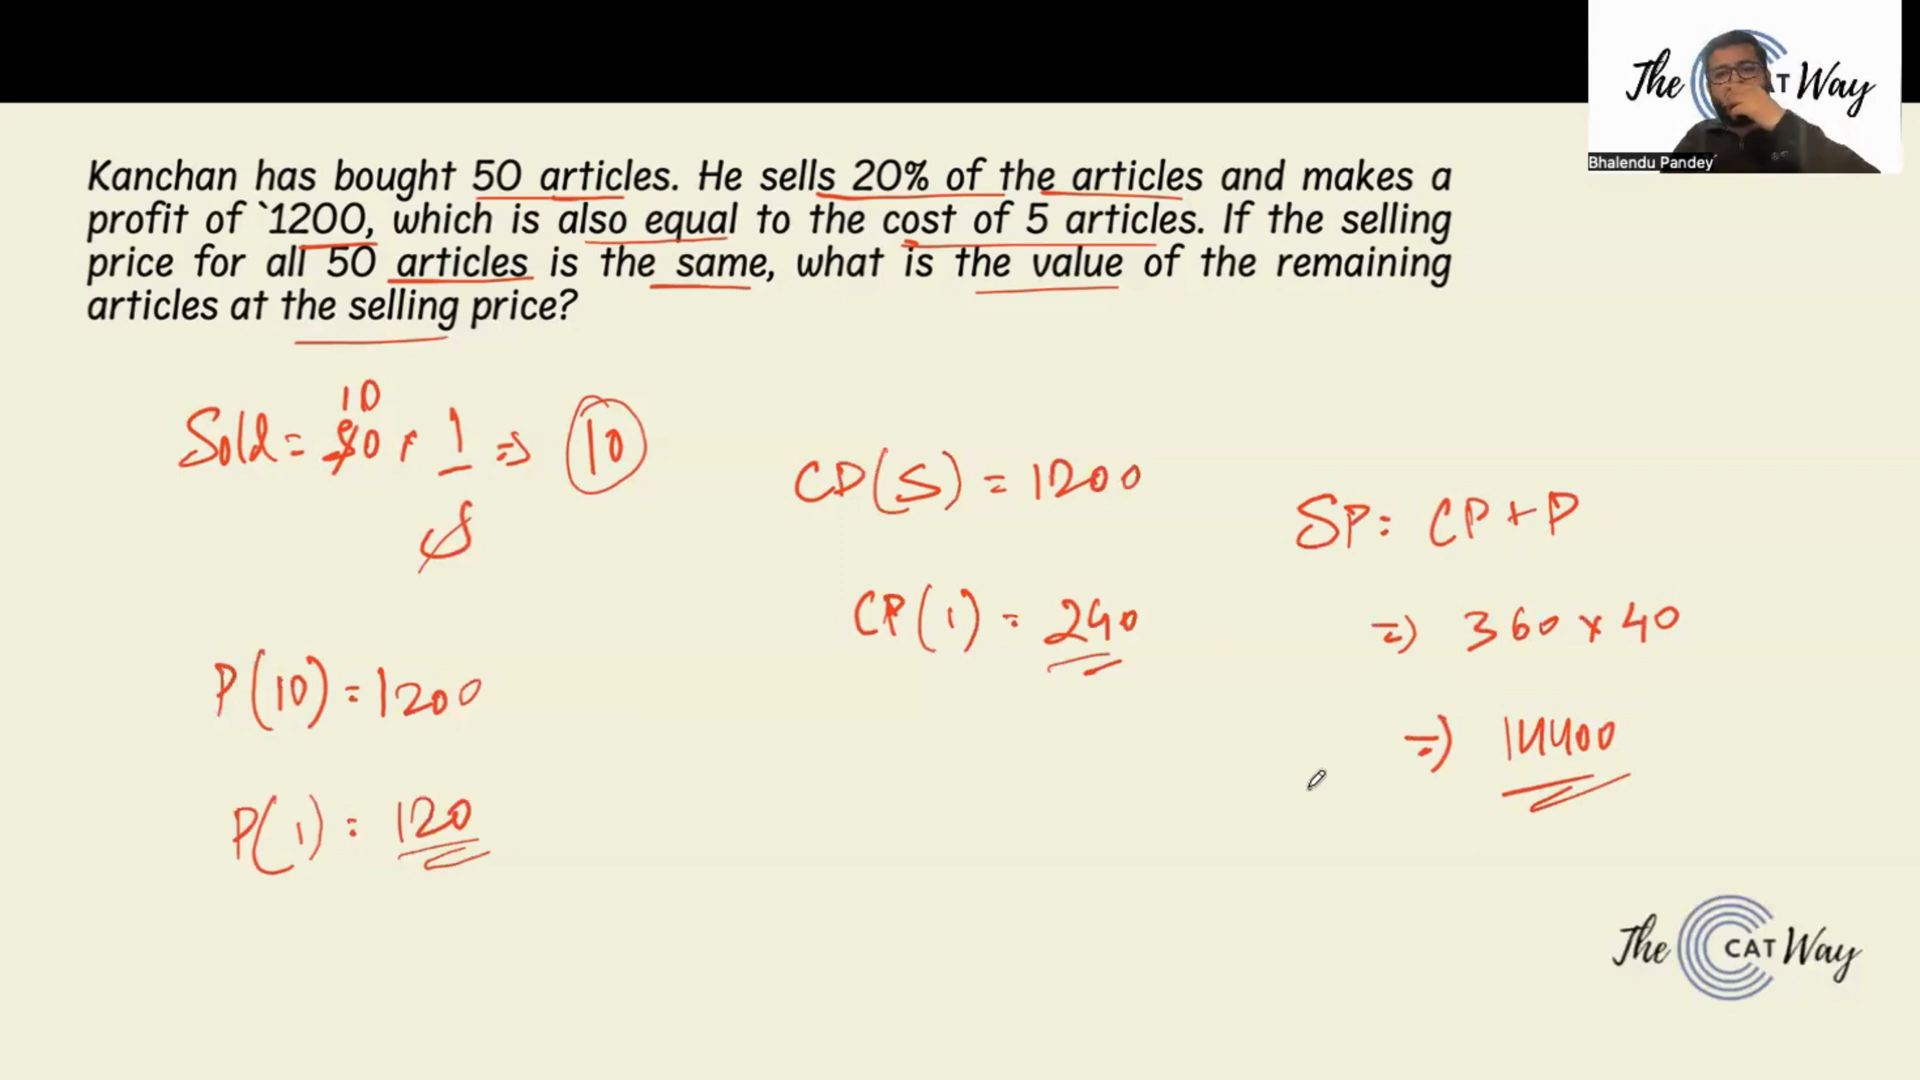 The CAT Way
Bhalendu Pandey
Kanchan has bought 50 articles. He sells 20% of the articles and makes a
profit of `1200, which is also equal to the cost of 5 articles. If the selling
price for all 50 articles is the same, what is the value of the remaining
articles at the selling price?
10
Sold = 50 × 1 ⇒ 10
5
P(10) = 1200
P(1) = 120
CP(5) = 1200
CP(1) = 240
SP = CP + P
⇒ 360 × 40
⇒ 14400
The CAT Way